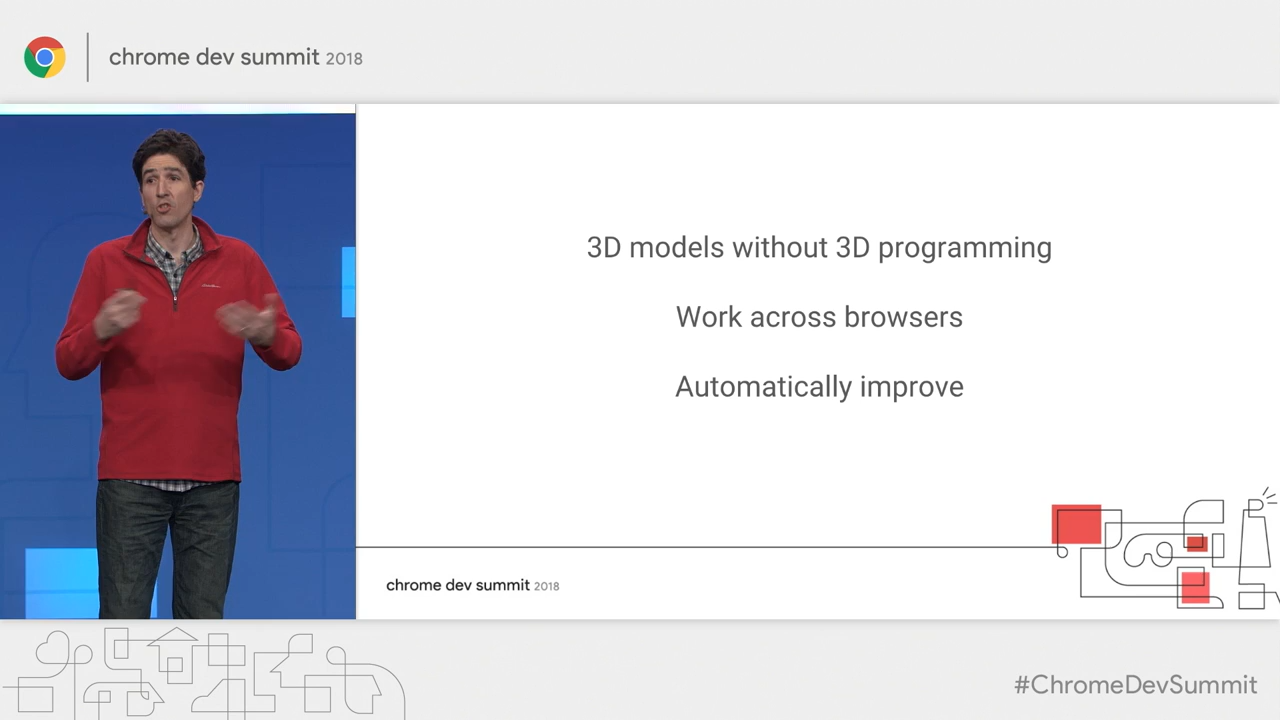 chrome dev summit 2018
3D models without 3D programming
Work across browsers
Automatically improve
chrome dev summit 2018
#ChromeDevSummit